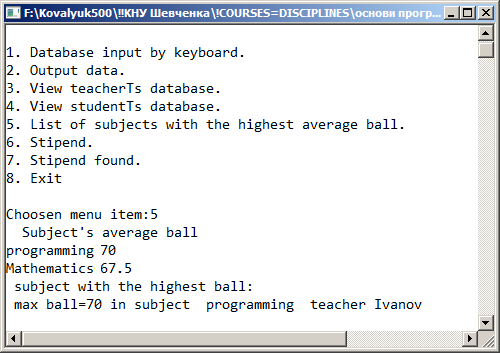 F:\Kovalyuk500\!!КНУ Шевченка\!COURSES=DISCIPLINES\основи прогр...
1. Database input by keyboard.
2. Output data.
3. View teacherTs database.
4. View studentTs database.
5. List of subjects with the highest average ball.
6. Stipend.
7. Stipend found.
8. Exit
Choosen menu item:5
Subject's average ball
programming 70
Mathematics 67.5
subject with the highest ball:
max ball=70 in subject programming teacher Ivanov